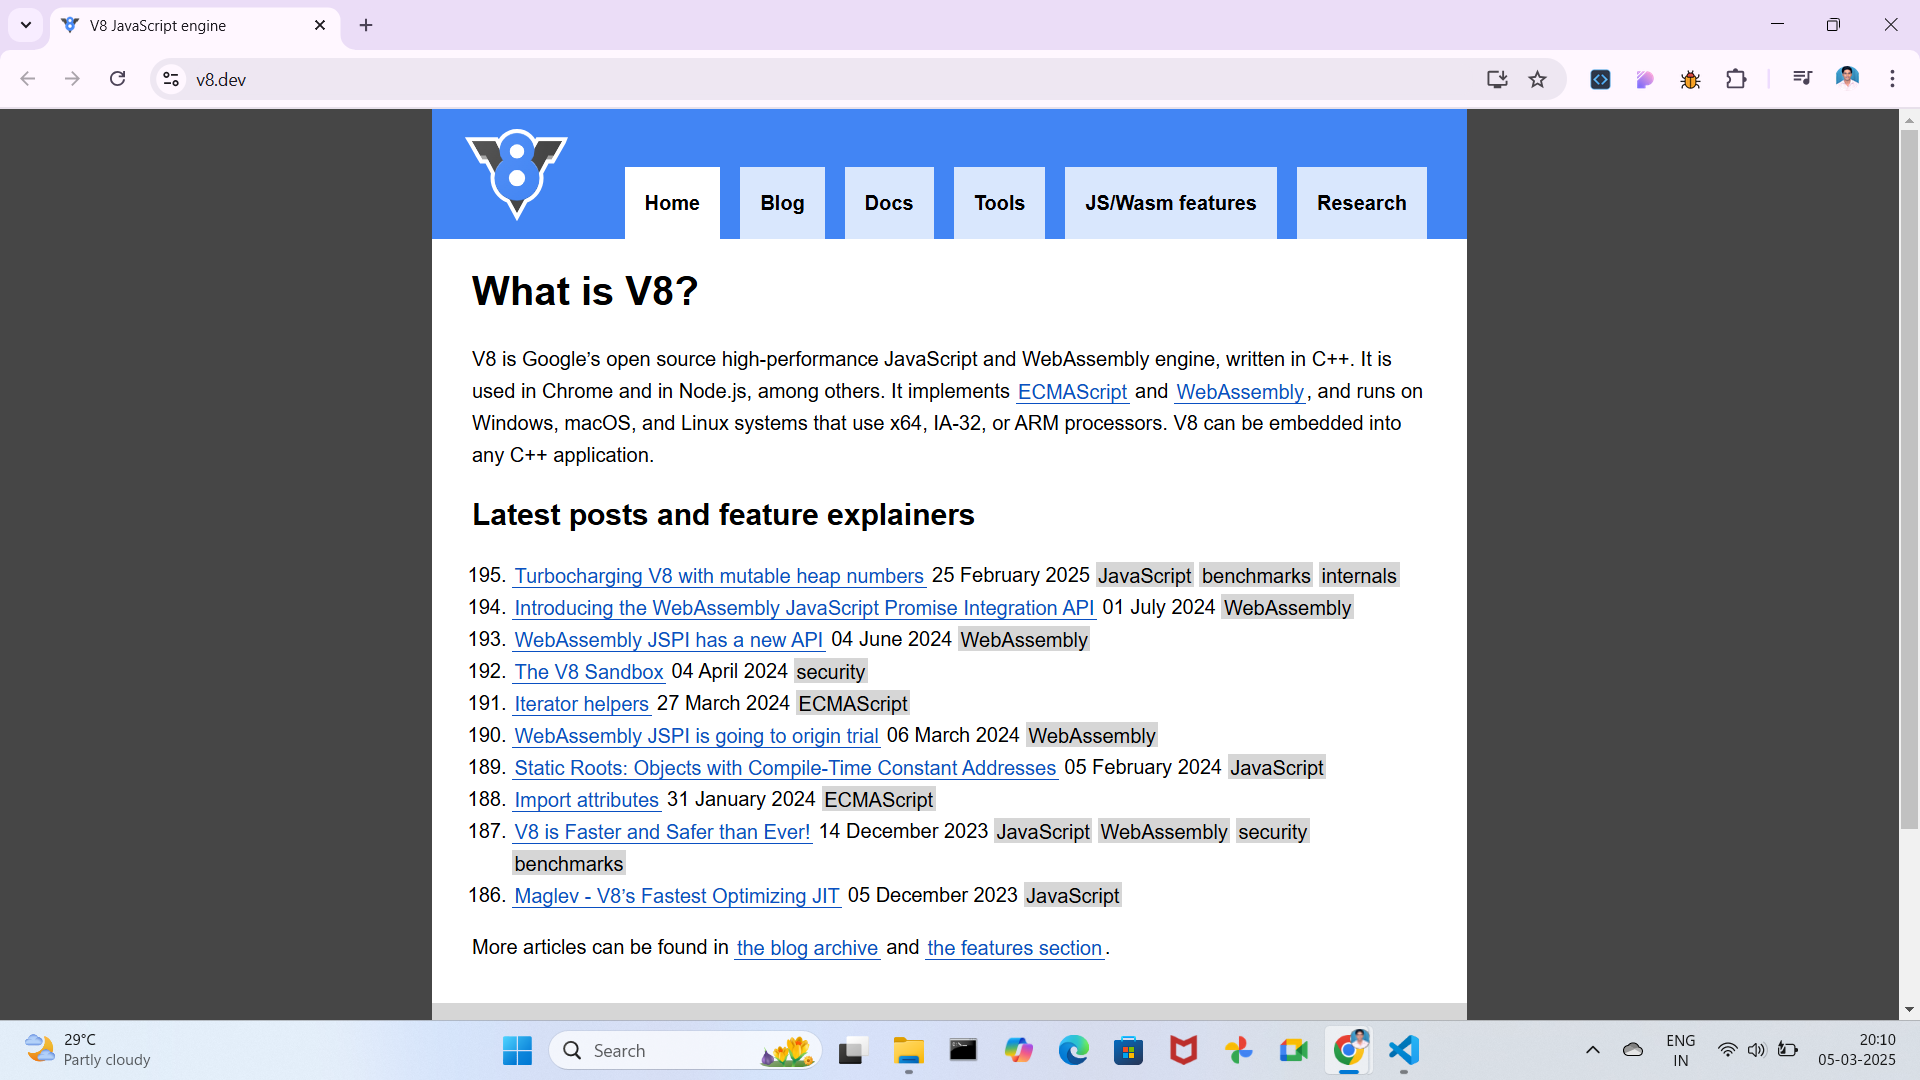 V8 JavaScript engine
v8.dev
Home Blog Docs Tools JS/Wasm features Research
What is V8?
V8 is Google’s open source high-performance JavaScript and WebAssembly engine, written in C++. It is
used in Chrome and in Node.js, among others. It implements ECMAScript and WebAssembly, and runs on
Windows, macOS, and Linux systems that use x64, IA-32, or ARM processors. V8 can be embedded into
any C++ application.
Latest posts and feature explainers
195. Turbocharging V8 with mutable heap numbers 25 February 2025 JavaScript benchmarks internals
194. Introducing the WebAssembly JavaScript Promise Integration API 01 July 2024 WebAssembly
193. WebAssembly JSPI has a new API 04 June 2024 WebAssembly
192. The V8 Sandbox 04 April 2024 security
191. Iterator helpers 27 March 2024 ECMAScript
190. WebAssembly JSPI is going to origin trial 06 March 2024 WebAssembly
189. Static Roots: Objects with Compile-Time Constant Addresses 05 February 2024 JavaScript
188. Import attributes 31 January 2024 ECMAScript
187. V8 is Faster and Safer than Ever! 14 December 2023 JavaScript WebAssembly security
benchmarks
186. Maglev - V8’s Fastest Optimizing JIT 05 December 2023 JavaScript
More articles can be found in the blog archive and the features section.
29°C
Partly cloudy
Search
ENG
IN
20:10
05-03-2025